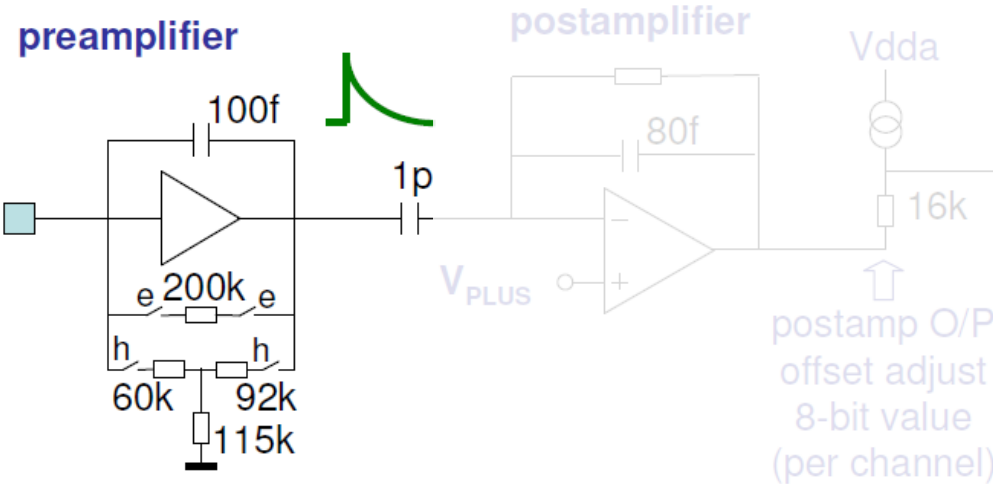 preamplifier
postamplifier
Vdda
100f
80f
1p
16k
−
+
V_PLUS
e 200k e
h h
60k 92k
115k
postamp O/P
offset adjust
8-bit value
(per channel)